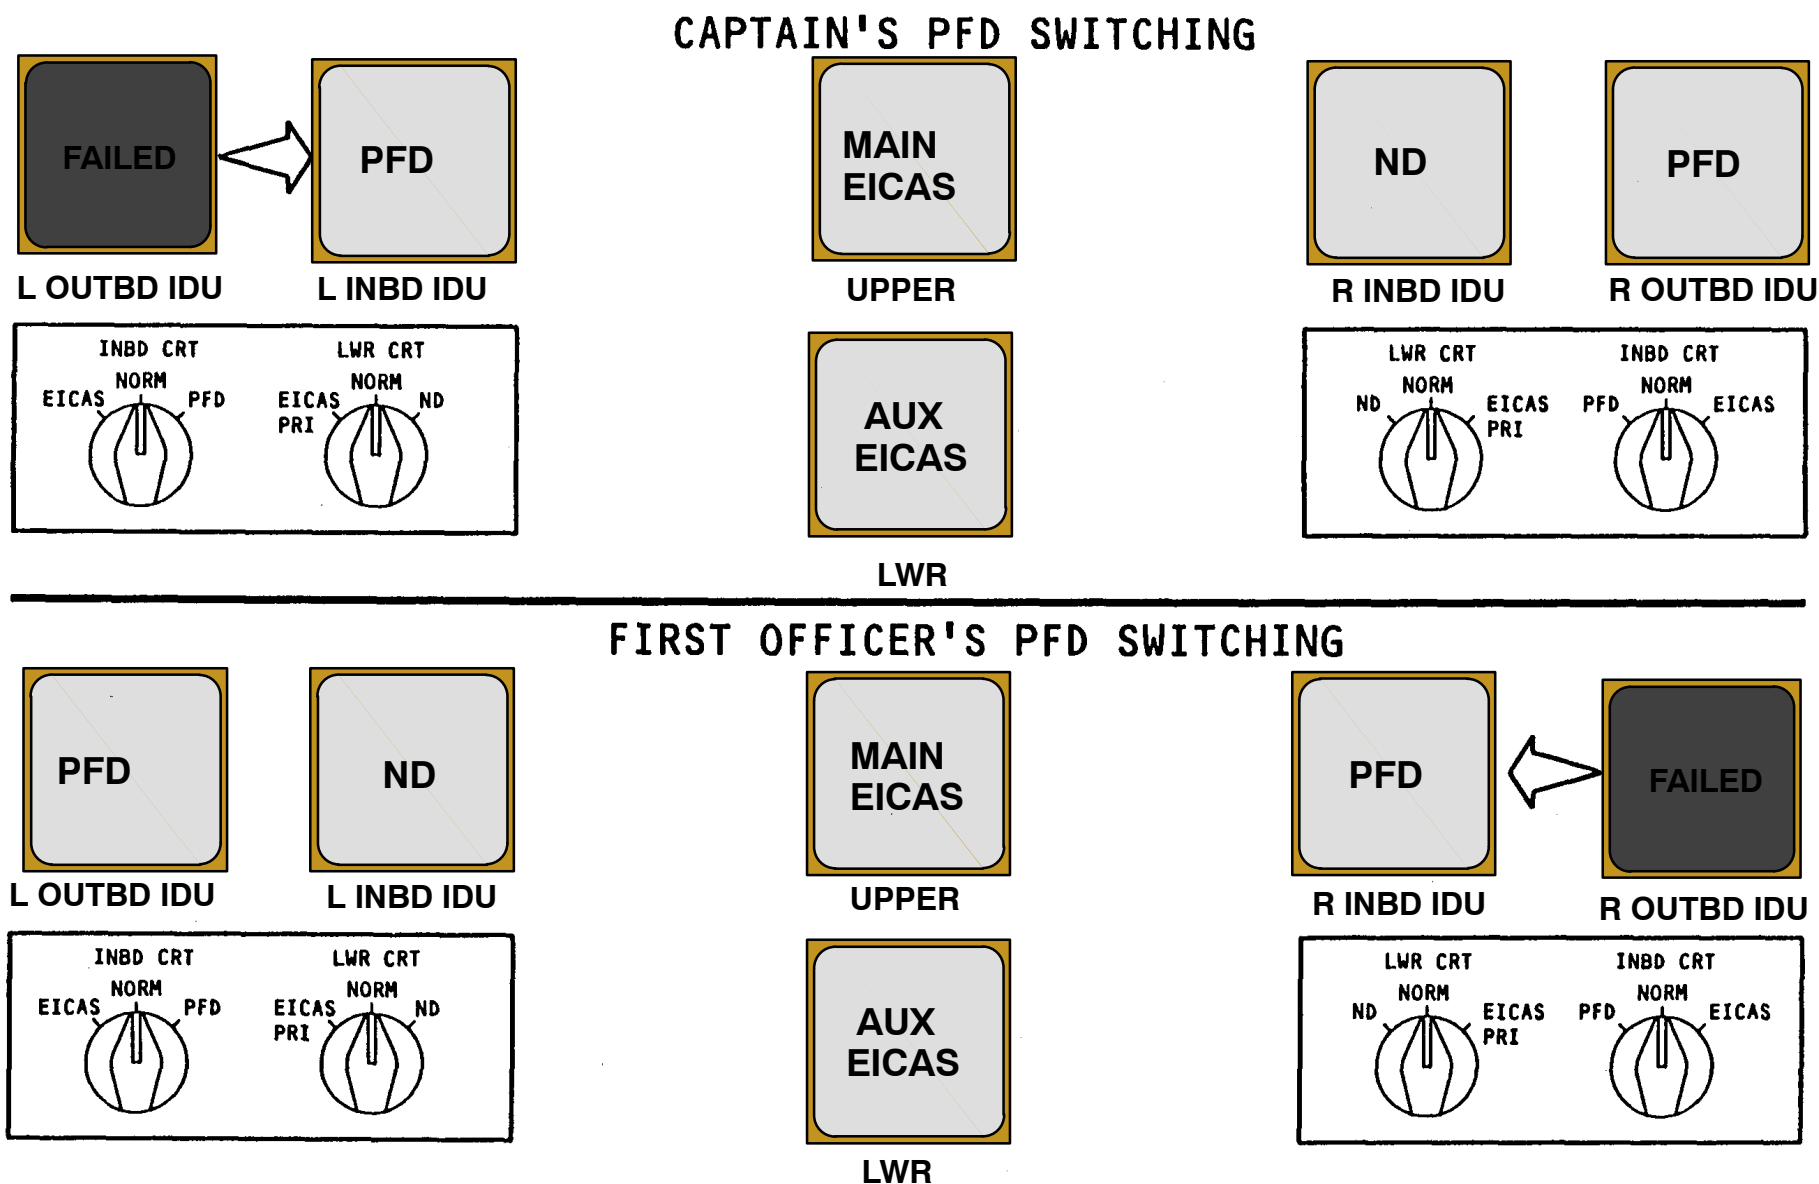 CAPTAIN'S PFD SWITCHING
FAILED
PFD
MAIN
EICAS
ND
PFD
L OUTBD IDU
L INBD IDU
UPPER
R INBD IDU
R OUTBD IDU
INBD CRT
NORM
EICAS
PFD
LWR CRT
NORM
EICAS
PRI
ND
AUX
EICAS
LWR CRT
NORM
ND
EICAS
PRI
INBD CRT
NORM
PFD
EICAS
LWR
FIRST OFFICER'S PFD SWITCHING
PFD
ND
MAIN
EICAS
PFD
FAILED
L OUTBD IDU
L INBD IDU
UPPER
R INBD IDU
R OUTBD IDU
INBD CRT
NORM
EICAS
PFD
LWR CRT
NORM
EICAS
PRI
ND
AUX
EICAS
LWR CRT
NORM
ND
EICAS
PRI
INBD CRT
NORM
PFD
EICAS
LWR